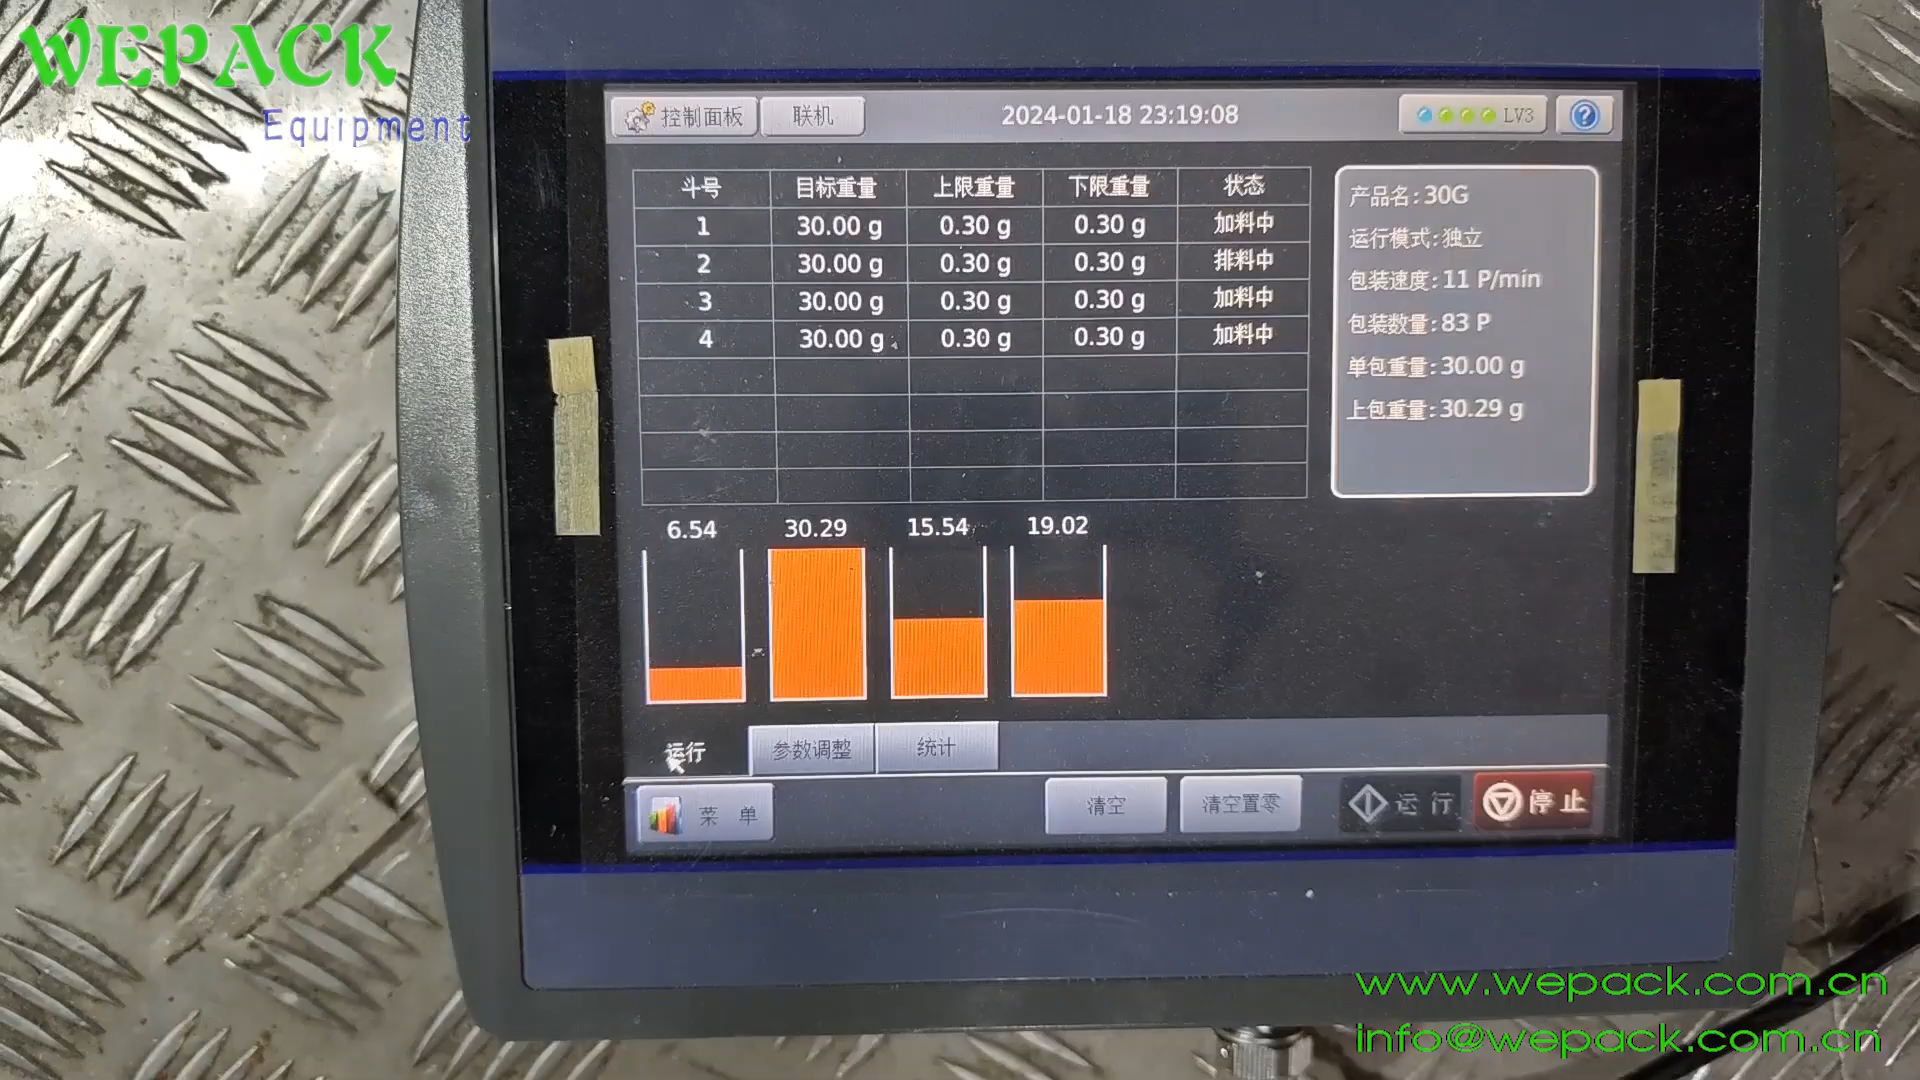 WEPACK
Equipment
控制面板 联机 2024-01-18 23:19:08 LV3 ?
斗号 目标重量 上限重量 下限重量 状态
1 30.00 g 0.30 g 0.30 g 加料中
2 30.00 g 0.30 g 0.30 g 排料中
3 30.00 g 0.30 g 0.30 g 加料中
4 30.00 g 0.30 g 0.30 g 加料中
产品名:30G
运行模式:独立
包装速度:11 P/min
包装数量:83 P
单包重量:30.00 g
上包重量:30.29 g
6.54 30.29 15.54 19.02
运行 参数调整 统计
菜 单 清空 清空置零 运 行 停 止
www.wepack.com.cn
info@wepack.com.cn